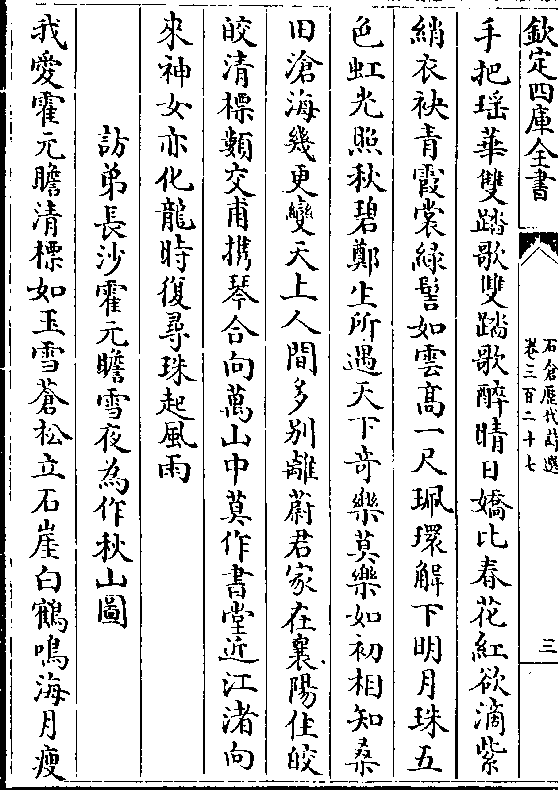 欽定四庫全書
石倉歷代詩選
卷三百二十七
三
手把瑶華雙踏歌雙踏歌醉晴日嬌比春花紅欲滴紫
綃衣袂青霞裳緑髻如雲髙一尺珮環解下明月珠五
色虹光照秋碧鄭生所遇天下竒樂莫樂如初相知桑
田滄海幾更變天上人間多别離蔚君家在襄陽住皎
皎清標類交甫携琴合向萬山中莫作書堂近江渚向
來神女亦化龍時復尋珠起風雨
訪弟長沙霍元瞻雪夜為作秋山圖
我愛霍元瞻清標如玉雪蒼松立石崖白鶴鳴海月瘦